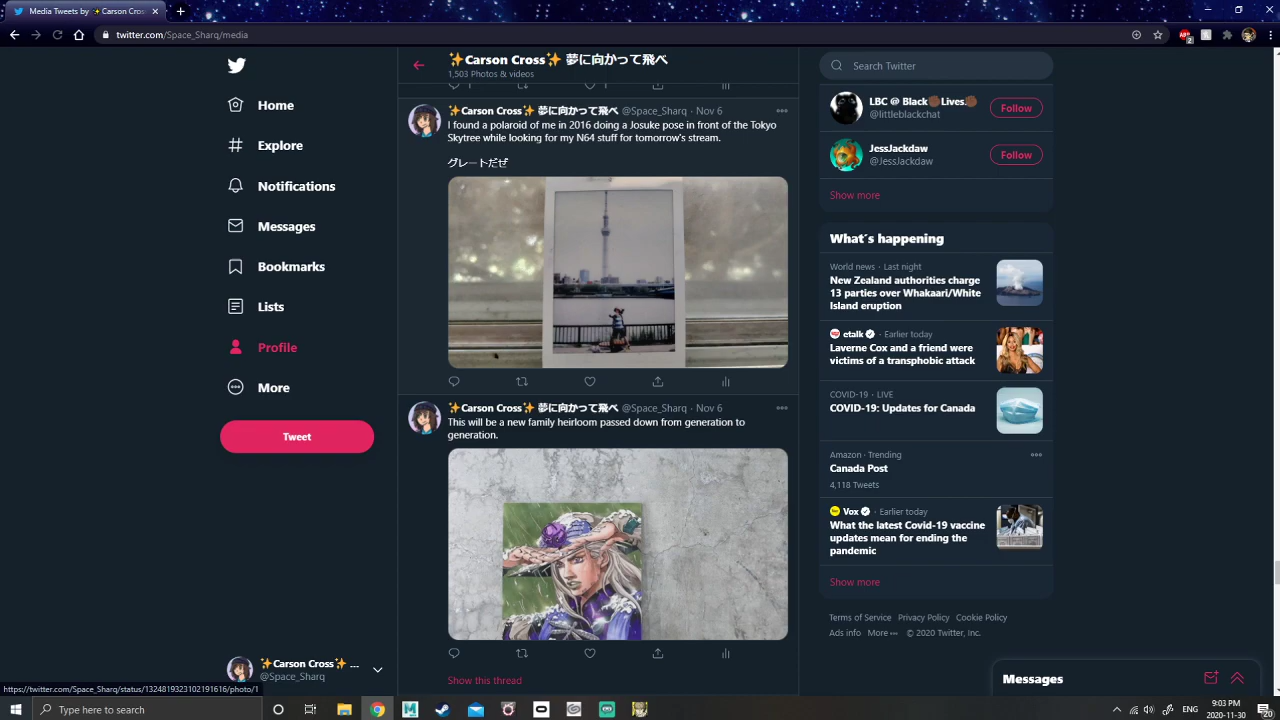 Media Tweets by ✨Carson Cros
twitter.com/Space_Sharq/media
2
Home
Explore
Notifications
Messages
Bookmarks
Lists
Profile
More
Tweet
✨Carson Cross✨ ...
@Space_Sharq
✨Carson Cross✨ 夢に向かって飛べ
1,503 Photos & videos
✨Carson Cross✨ 夢に向かって飛べ @Space_Sharq · Nov 6
I found a polaroid of me in 2016 doing a Josuke pose in front of the Tokyo
Skytree while looking for my N64 stuff for tomorrow's stream.
グレートだぜ
✨Carson Cross✨ 夢に向かって飛べ @Space_Sharq · Nov 6
This will be a new family heirloom passed down from generation to
generation.
Show this thread
Search Twitter
LBC @ Black✊🏾Lives✊🏾
@littleblackchat
Follow
JessJackdaw
@JessJackdaw
Follow
Show more
What's happening
World news · Last night
New Zealand authorities charge
13 parties over Whakaari/White
Island eruption
etalk · Earlier today
Laverne Cox and a friend were
victims of a transphobic attack
COVID-19 · LIVE
COVID-19: Updates for Canada
Amazon · Trending
Canada Post
4,118 Tweets
Vox · Earlier today
What the latest Covid-19 vaccine
updates mean for ending the
pandemic
Show more
Terms of Service Privacy Policy Cookie Policy
Ads info More ··· © 2020 Twitter, Inc.
Messages
https://twitter.com/Space_Sharq/status/1324819323102191616/photo/1
Type here to search
ENG
9:03 PM
2020-11-30
20